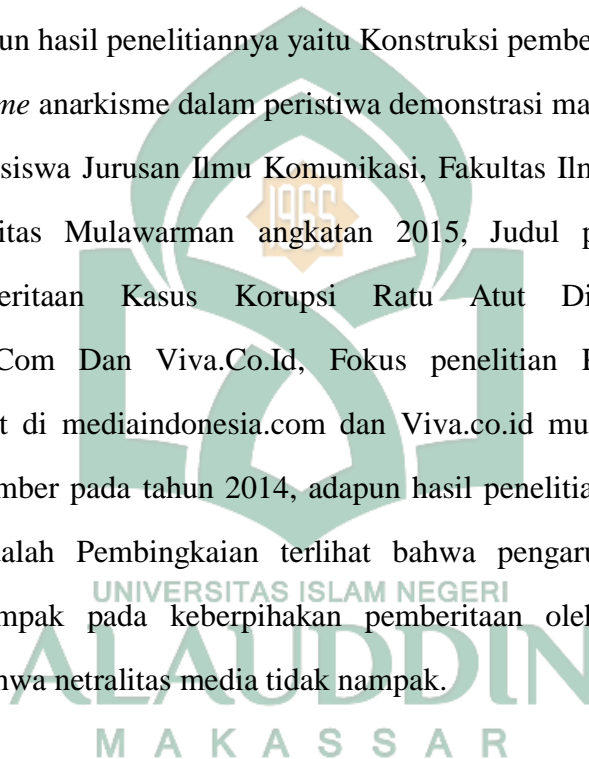 un hasil penelitiannya yaitu Konstruksi pembe
me anarkisme dalam peristiwa demonstrasi ma
siswa Jurusan Ilmu Komunikasi, Fakultas Iln
itas Mulawarman angkatan 2015, Judul p
eritaan Kasus Korupsi Ratu Atut Di
Com Dan Viva.Co.Id, Fokus penelitian
t di mediaindonesia.com dan Viva.co.id mu
mber pada tahun 2014, adapun hasil penelitia
alah Pembingkaian terlihat bahwa pengaru
UNIVERSITAS ISLAM NEGERI
mpak pada keberpihakan pemberitaan oleh
ALAUDDIN
hwa netralitas media tidak nampak.
MAKASSAR
1965